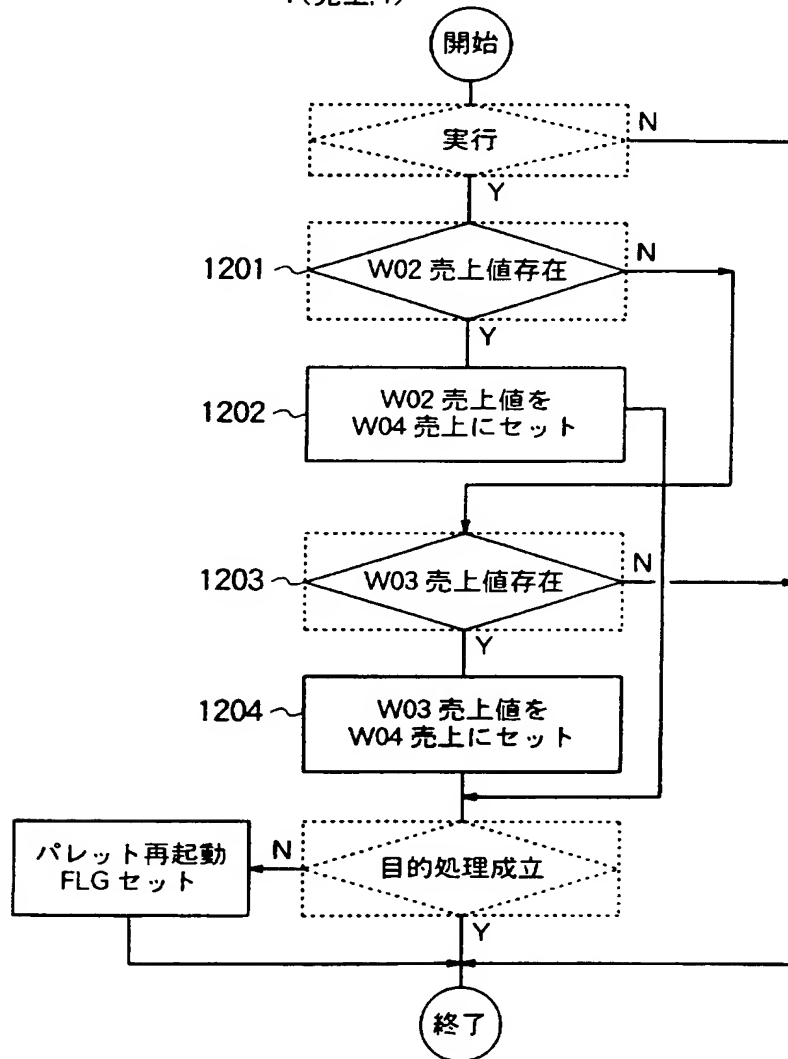 開始
実行
N
Y
1201
W02 売上値存在
N
Y
1202
W02 売上値を
W04 売上にセット
1203
W03 売上値存在
N
Y
1204
W03 売上値を
W04 売上にセット
パレット再起動
FLG セット
N
目的処理成立
Y
終了